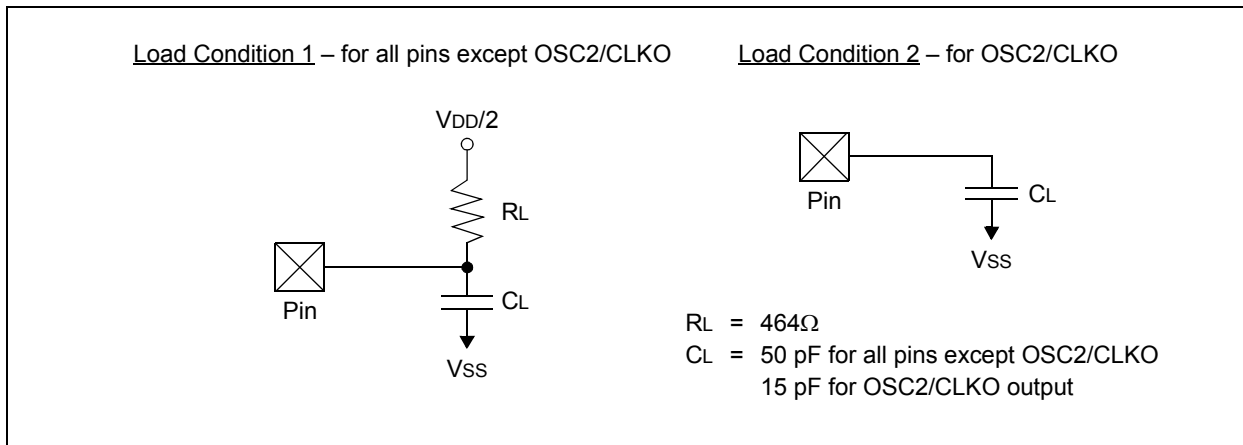 Load Condition 1 – for all pins except OSC2/CLKO
VDD/2
RL
Pin
CL
VSS
Load Condition 2 – for OSC2/CLKO
Pin
CL
VSS
RL = 464Ω
CL = 50 pF for all pins except OSC2/CLKO
15 pF for OSC2/CLKO output